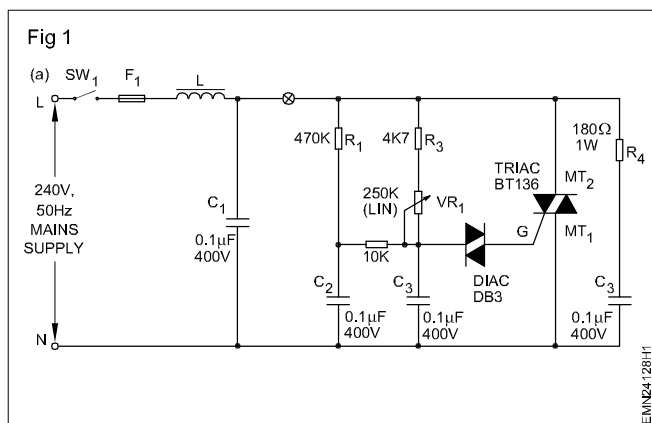 Fig 1
(a)
SW1
F1
L
L
470K
R1
4K7
R3
180Ω
1W
R4
TRIAC
BT136
MT2
240V,
50Hz
MAINS
SUPPLY
250K
(LIN)
VR1
C1
0.1µF
400V
G
MT1
10K
DIAC
DB3
C2
C3
C3
0.1µF
400V
0.1µF
400V
0.1µF
400V
N
EMN24128H1